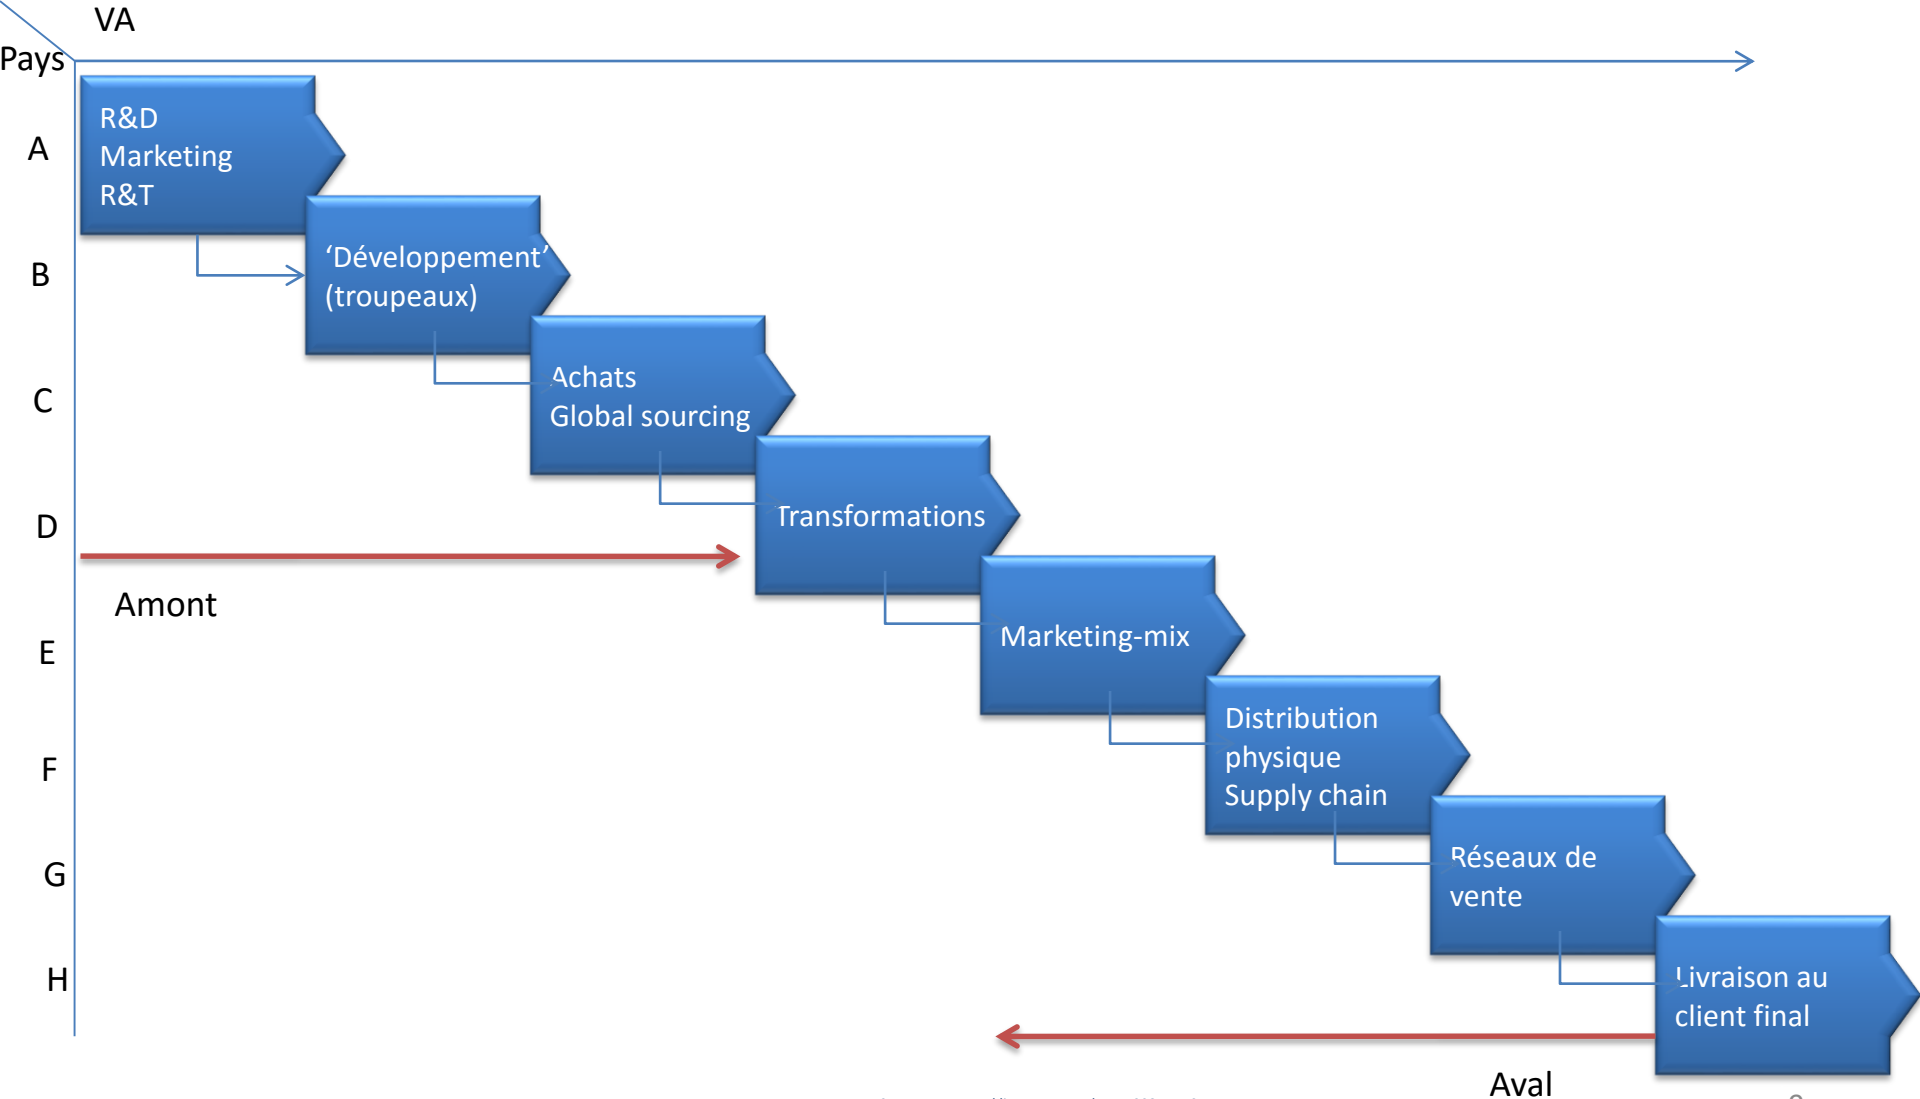 VA
Pays
A
R&D
Marketing
R&T
B
‘Développement’
(troupeaux)
C
Achats
Global sourcing
D
Transformations
Amont
E
Marketing-mix
F
Distribution
physique
Supply chain
G
Réseaux de
vente
H
Livraison au
client final
Aval